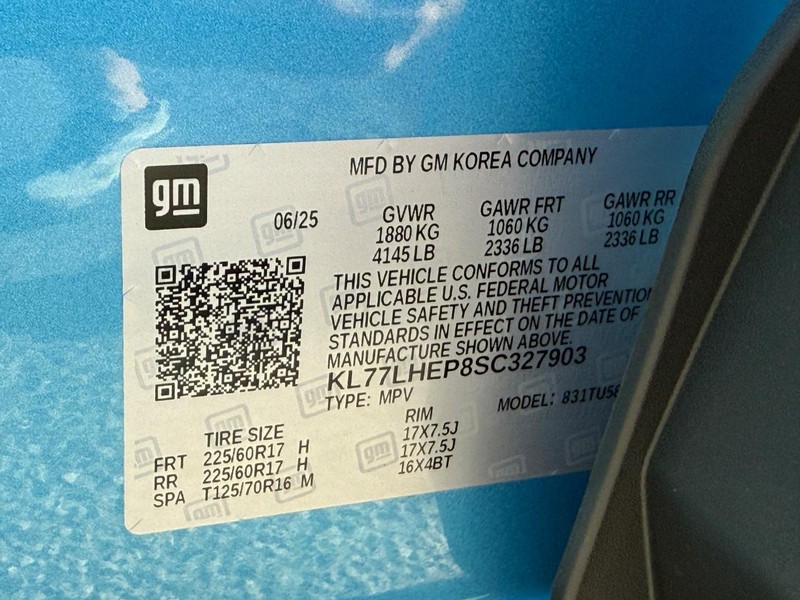 MFD BY GM KOREA COMPANY
gm
06/25
GVWR GAWR FRT GAWR RR
1880 KG 1060 KG 1060 KG
4145 LB 2336 LB 2336 LB
THIS VEHICLE CONFORMS TO ALL
APPLICABLE U.S. FEDERAL MOTOR
VEHICLE SAFETY AND THEFT PREVENTION
STANDARDS IN EFFECT ON THE DATE OF
MANUFACTURE SHOWN ABOVE.
KL77LHEP8SC327903
TYPE: MPV MODEL: 831TU58
TIRE SIZE RIM
FRT 225/60R17 H 17X7.5J
RR 225/60R17 H 17X7.5J
SPA T125/70R16 M 16X4BT